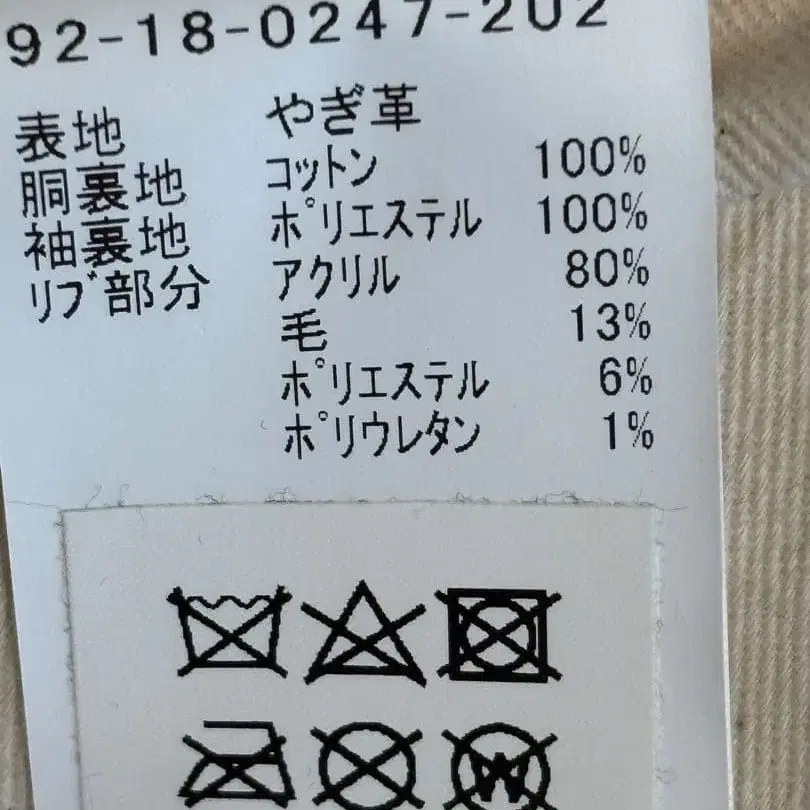 92-18-0247-202
表地 やぎ革
胴裏地 コットン 100%
袖裏地 ポリエステル 100%
リブ部分 アクリル 80%
毛 13%
ポリエステル 6%
ポリウレタン 1%
W